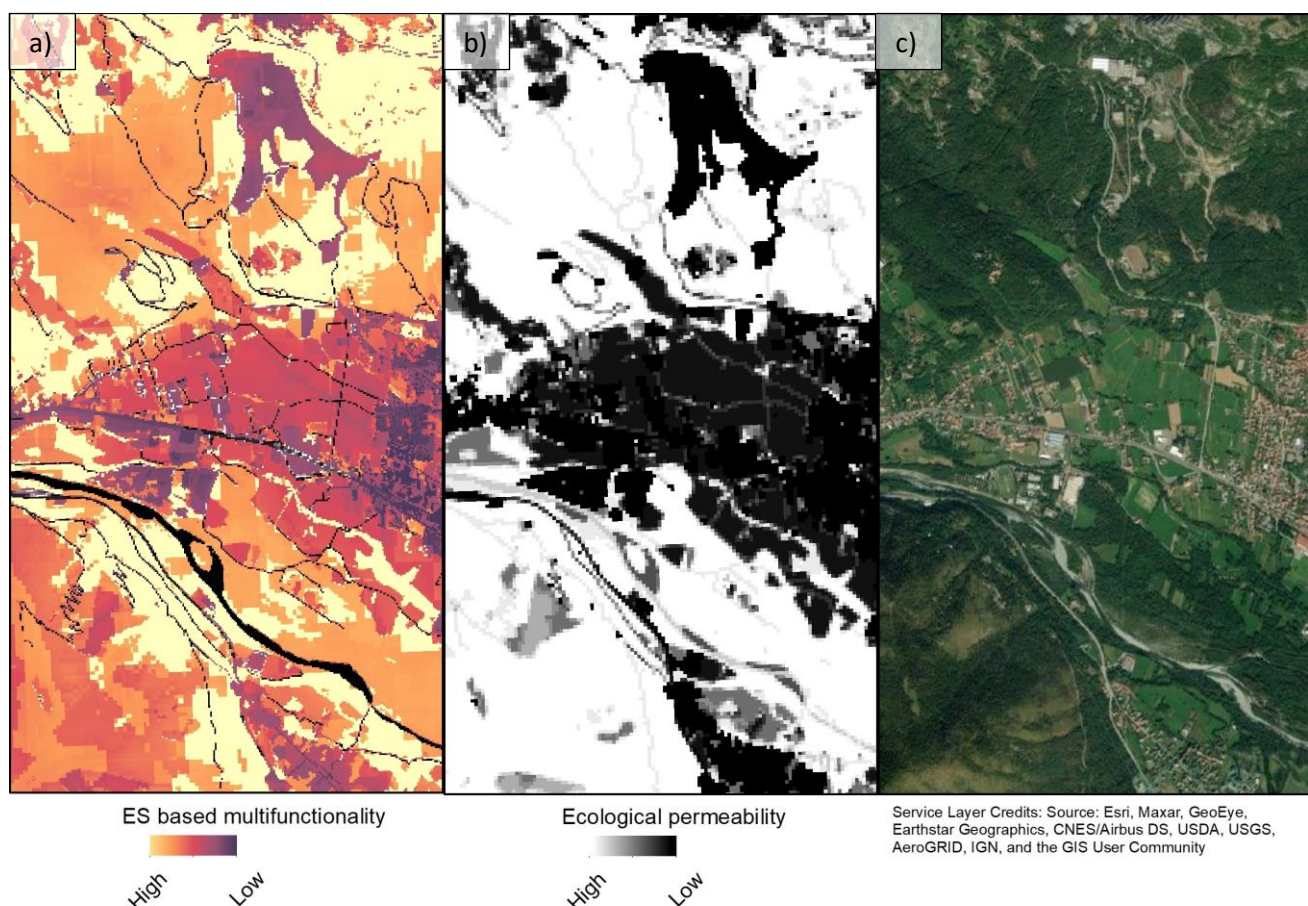 a)
b)
c)
ES based multifunctionality
High
Low
Ecological permeability
High
Low
Service Layer Credits: Source: Esri, Maxar, GeoEye,
Earthstar Geographics, CNES/Airbus DS, USDA, USGS,
AeroGRID, IGN, and the GIS User Community